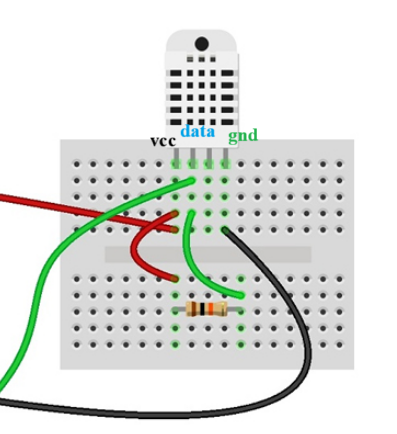 vcc data gnd